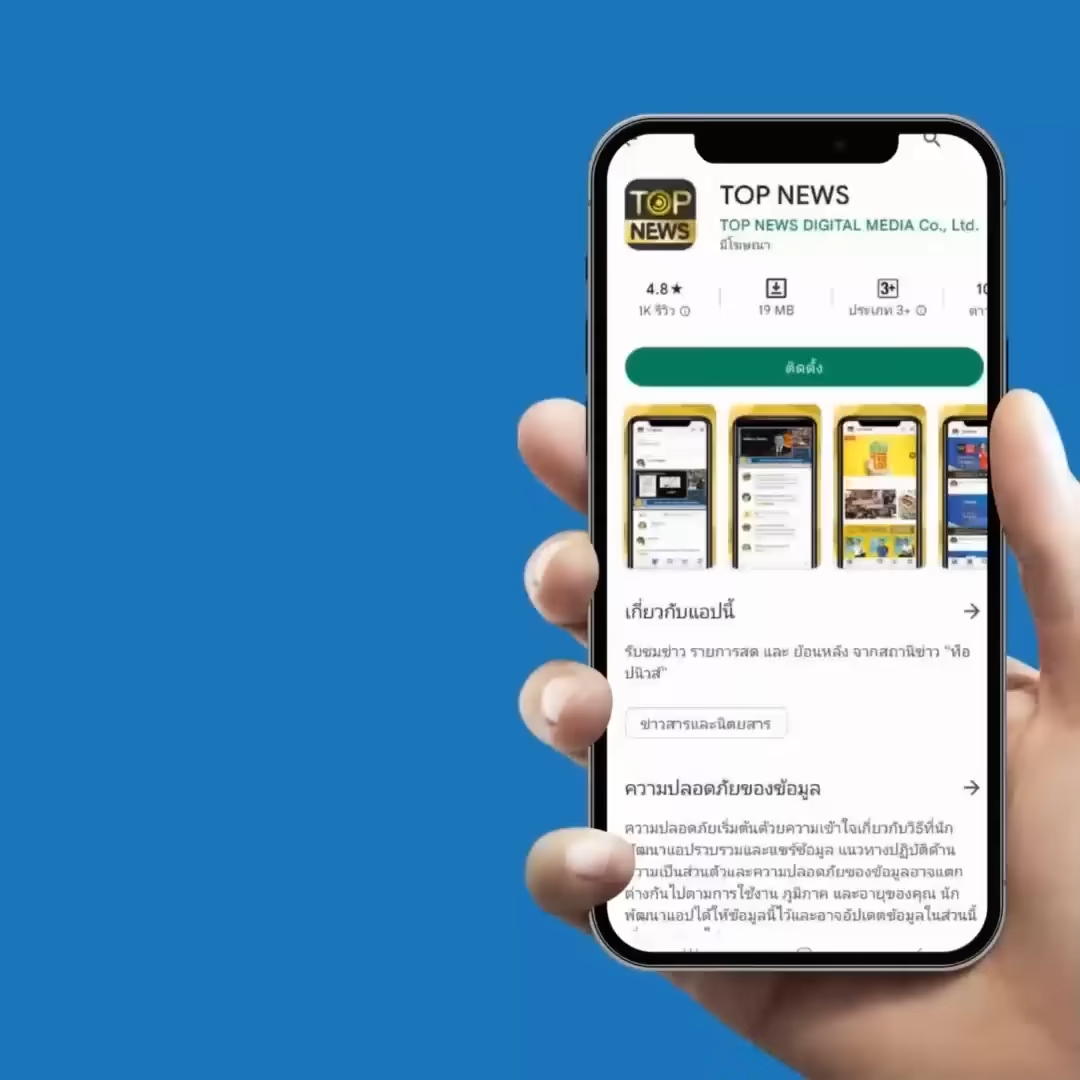 TOP
NEWS
TOP NEWS
TOP NEWS DIGITAL MEDIA Co., Ltd.
มีโฆษณา
4.8★
1K รีวิว
19 MB
3+
ประเภท 3+
10
ดาว
ติดตั้ง
เกี่ยวกับแอปนี้
รับชมข่าว รายการสด และ ย้อนหลัง จากสถานีข่าว "ท็อ
ปนิวส์"
ข่าวสารและนิตยสาร
ความปลอดภัยของข้อมูล
ความปลอดภัยเริ่มต้นด้วยความเข้าใจเกี่ยวกับวิธีที่นัก
พัฒนาแอปรวบรวมและแชร์ข้อมูล แนวทางปฏิบัติด้าน
ความเป็นส่วนตัวและความปลอดภัยของข้อมูลอาจแตก
ต่างกันไปตามการใช้งาน ภูมิภาค และอายุของคุณ นัก
พัฒนาแอปได้ให้ข้อมูลนี้ไว้และอาจอัปเดตข้อมูลในส่วนนี้